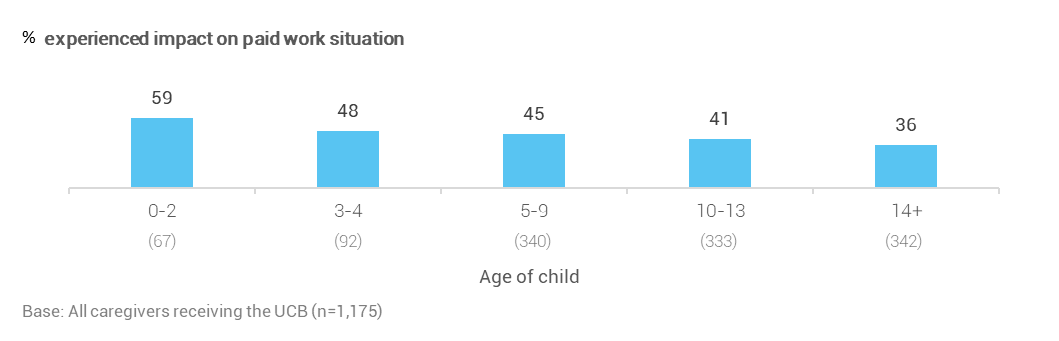 % experienced impact on paid work situation
59 48 45 41 36
0-2 3-4 5-9 10-13 14+
(67) (92) (340) (333) (342)
Age of child
Base: All caregivers receiving the UCB (n=1,175)